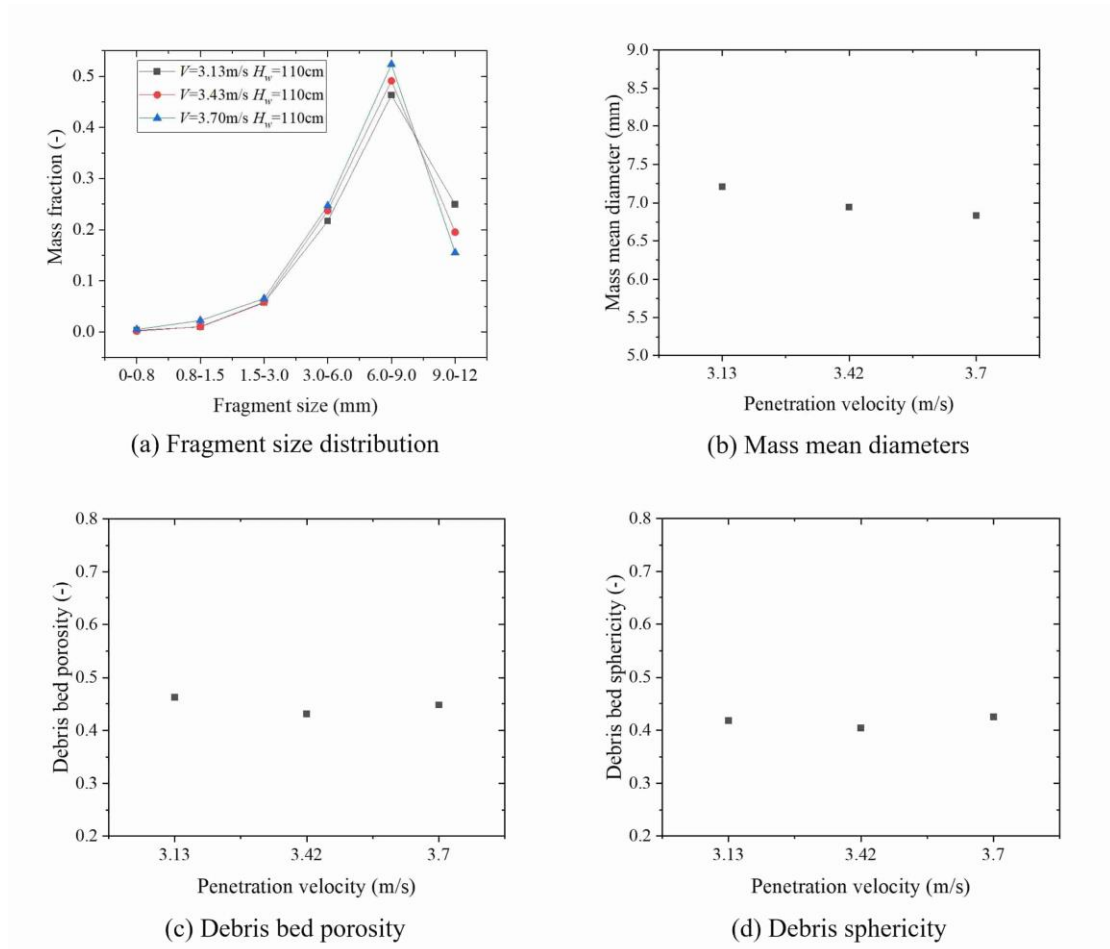 V=3.13m/s Hw=110cm
V=3.43m/s Hw=110cm
V=3.70m/s Hw=110cm
Mass fraction (-)
0.5
0.4
0.3
0.2
0.1
0.0
0-0.8 0.8-1.5 1.5-3.0 3.0-6.0 6.0-9.0 9.0-12
Fragment size (mm)
(a) Fragment size distribution
Mass mean diameter (mm)
9.0
8.5
8.0
7.5
7.0
6.5
6.0
5.5
5.0
3.13 3.42 3.7
Penetration velocity (m/s)
(b) Mass mean diameters
Debris bed porosity (-)
0.8
0.7
0.6
0.5
0.4
0.3
0.2
3.13 3.42 3.7
Penetration velocity (m/s)
(c) Debris bed porosity
Debris bed sphericity (-)
0.8
0.7
0.6
0.5
0.4
0.3
0.2
3.13 3.42 3.7
Penetration velocity (m/s)
(d) Debris sphericity